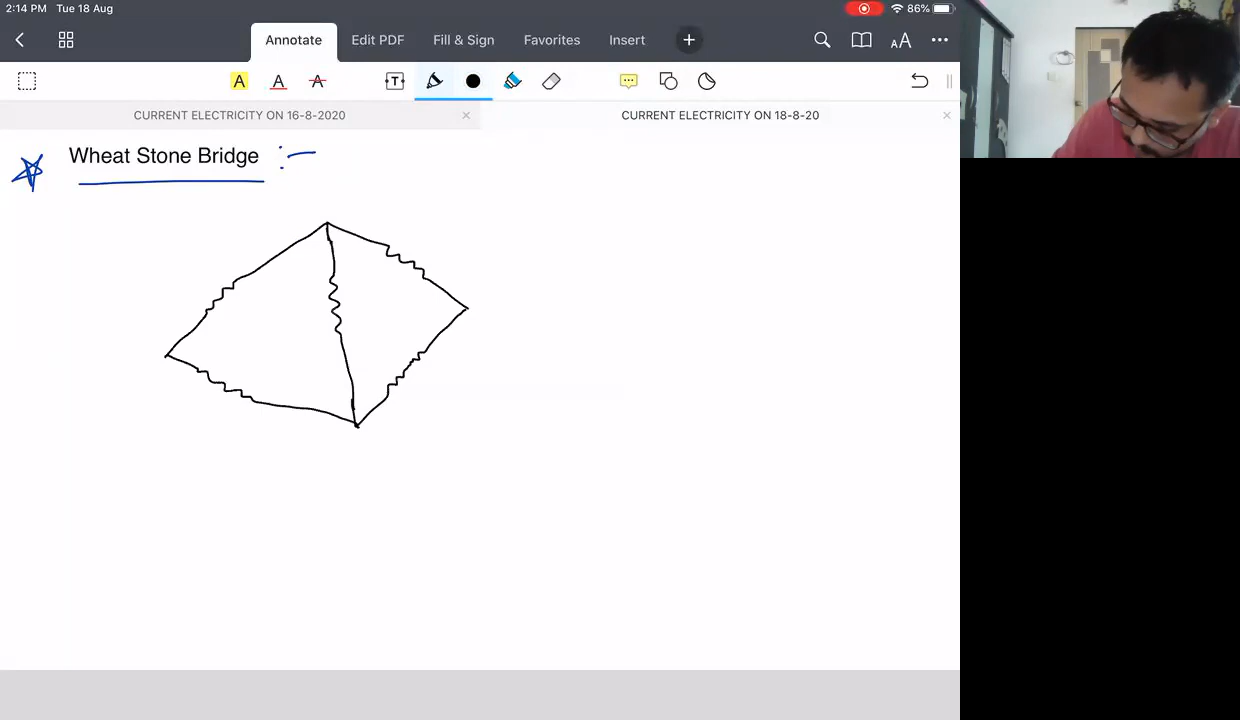 2:14 PM Tue 18 Aug 86%
Annotate Edit PDF Fill & Sign Favorites Insert
CURRENT ELECTRICITY ON 16-8-2020 CURRENT ELECTRICITY ON 18-8-20
Wheat Stone Bridge :-